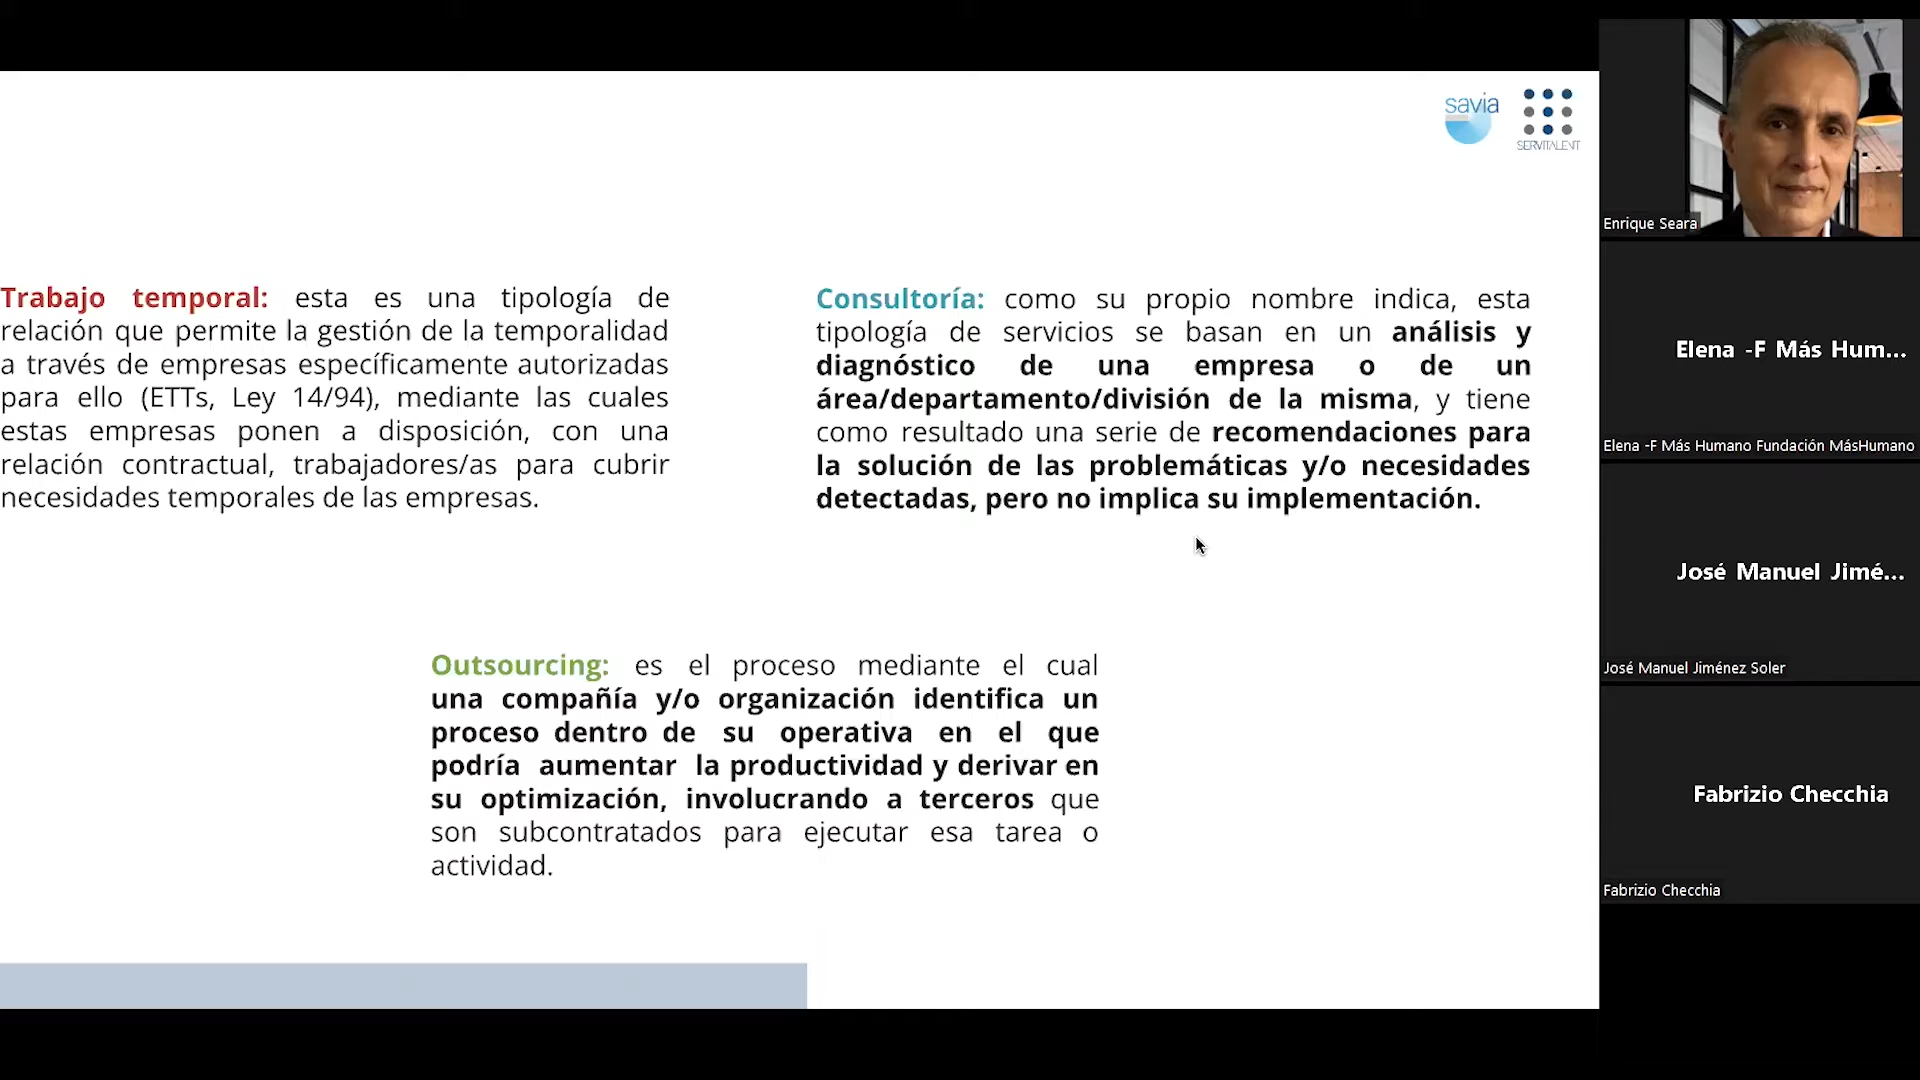 savia
SERVITALENT
Trabajo temporal: esta es una tipología de
relación que permite la gestión de la temporalidad
a través de empresas específicamente autorizadas
para ello (ETTs, Ley 14/94), mediante las cuales
estas empresas ponen a disposición, con una
relación contractual, trabajadores/as para cubrir
necesidades temporales de las empresas.
Consultoría: como su propio nombre indica, esta
tipología de servicios se basan en un análisis y
diagnóstico de una empresa o de un
área/departamento/división de la misma, y tiene
como resultado una serie de recomendaciones para
la solución de las problemáticas y/o necesidades
detectadas, pero no implica su implementación.
Outsourcing: es el proceso mediante el cual
una compañía y/o organización identifica un
proceso dentro de su operativa en el que
podría aumentar la productividad y derivar en
su optimización, involucrando a terceros que
son subcontratados para ejecutar esa tarea o
actividad.
Enrique Seara
Elena -F Más Hum...
Elena -F Más Humano Fundación MásHumano
José Manuel Jimé...
José Manuel Jiménez Soler
Fabrizio Checchia
Fabrizio Checchia